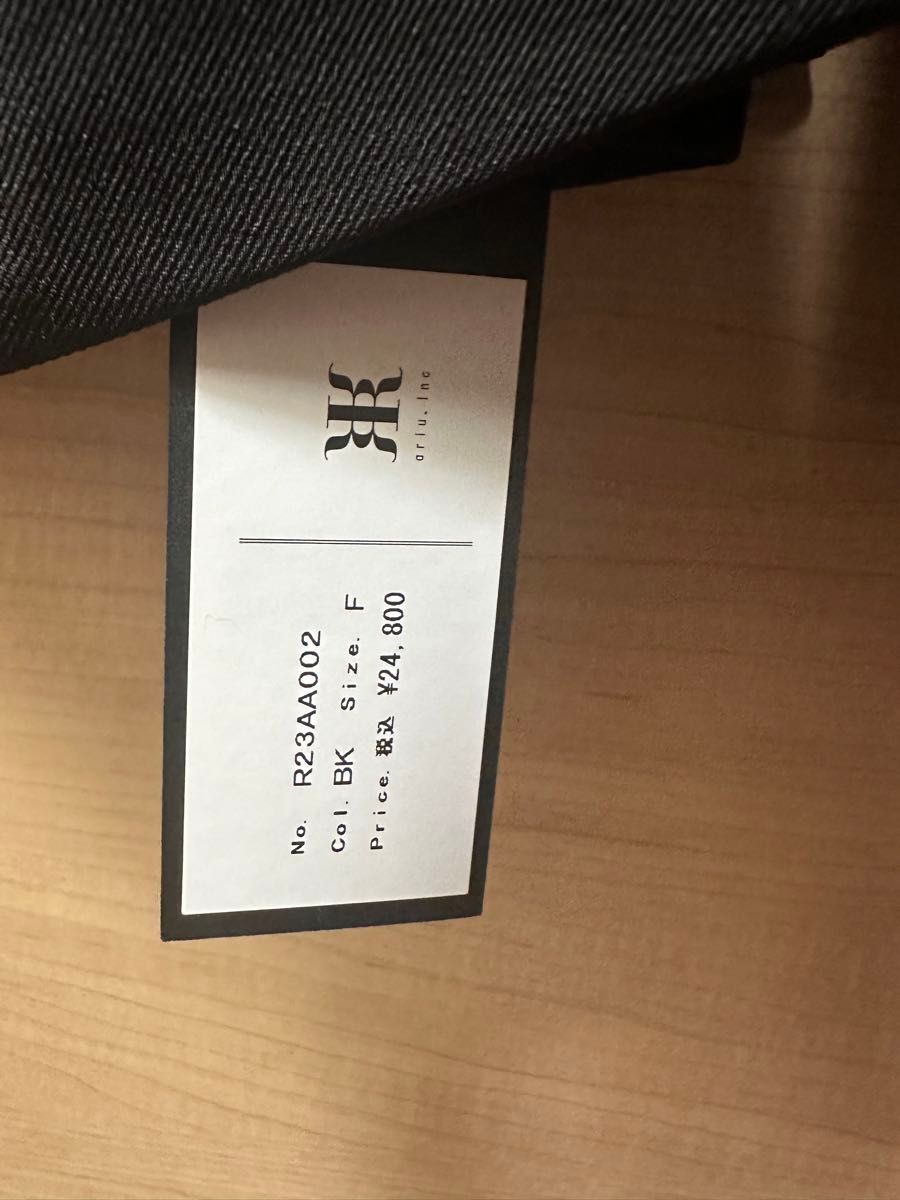 ariu.Inc
No. R23AA002
Col. BK Size. F
Price. 税込 ¥24,800